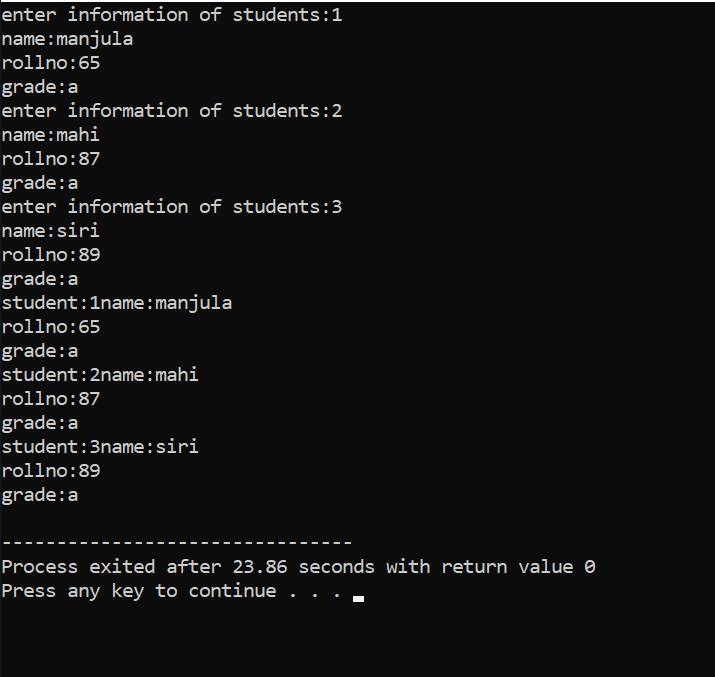 enter information of students:1
name:manjula
rollno:65
grade:a
enter information of students:2
name:mahi
rollno:87
grade:a
enter information of students:3
name:siri
rollno:89
grade:a
student:1name:manjula
rollno:65
grade:a
student:2name:mahi
rollno:87
grade:a
student:3name:siri
rollno:89
grade:a
--------------------------------
Process exited after 23.86 seconds with return value 0
Press any key to continue . . .